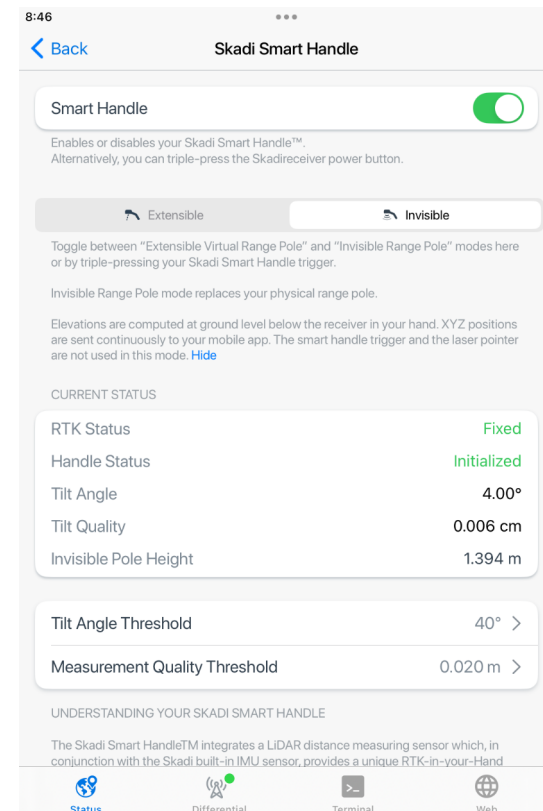 8:46
Back
Skadi Smart Handle
Smart Handle
Enables or disables your Skadi Smart Handle™.
Alternatively, you can triple-press the Skadireceiver power button.
Extensible
Invisible
Toggle between “Extensible Virtual Range Pole” and “Invisible Range Pole” modes here
or by triple-pressing your Skadi Smart Handle trigger.
Invisible Range Pole mode replaces your physical range pole.
Elevations are computed at ground level below the receiver in your hand. XYZ positions
are sent continuously to your mobile app. The smart handle trigger and the laser pointer
are not used in this mode. Hide
CURRENT STATUS
RTK Status Fixed
Handle Status Initialized
Tilt Angle 4.00°
Tilt Quality 0.006 cm
Invisible Pole Height 1.394 m
Tilt Angle Threshold 40°
Measurement Quality Threshold 0.020 m
UNDERSTANDING YOUR SKADI SMART HANDLE
The Skadi Smart HandleTM integrates a LiDAR distance measuring sensor which, in
conjunction with the Skadi built-in IMU sensor, provides a unique RTK-in-your-Hand
Status
Differential
Terminal
Web